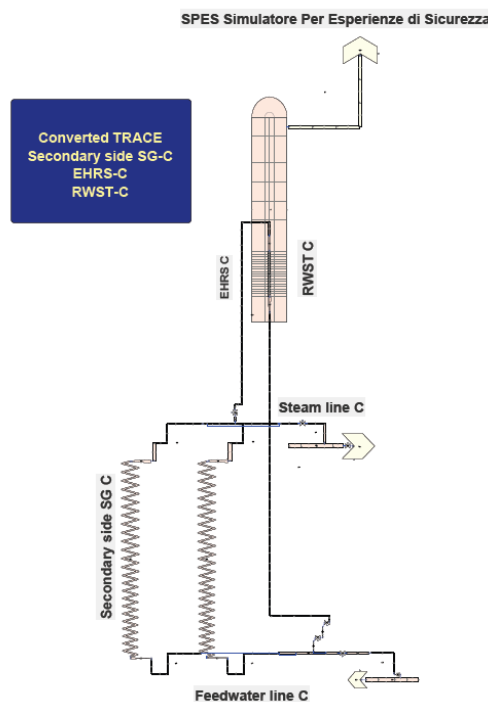 SPES Simulatore Per Esperienze di Sicurezza
Converted TRACE
Secondary side SG-C
EHRS-C
RWST-C
EHRS C
RWST C
Steam line C
Secondary side SG C
Feedwater line C